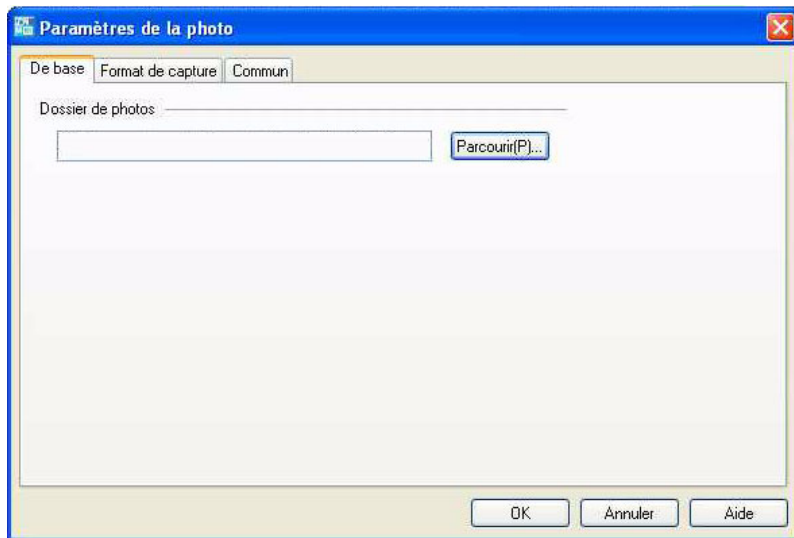 Paramètres de la photo
De base Format de capture Commun
Dossier de photos
Parcourir(P)...
OK Annuler Aide